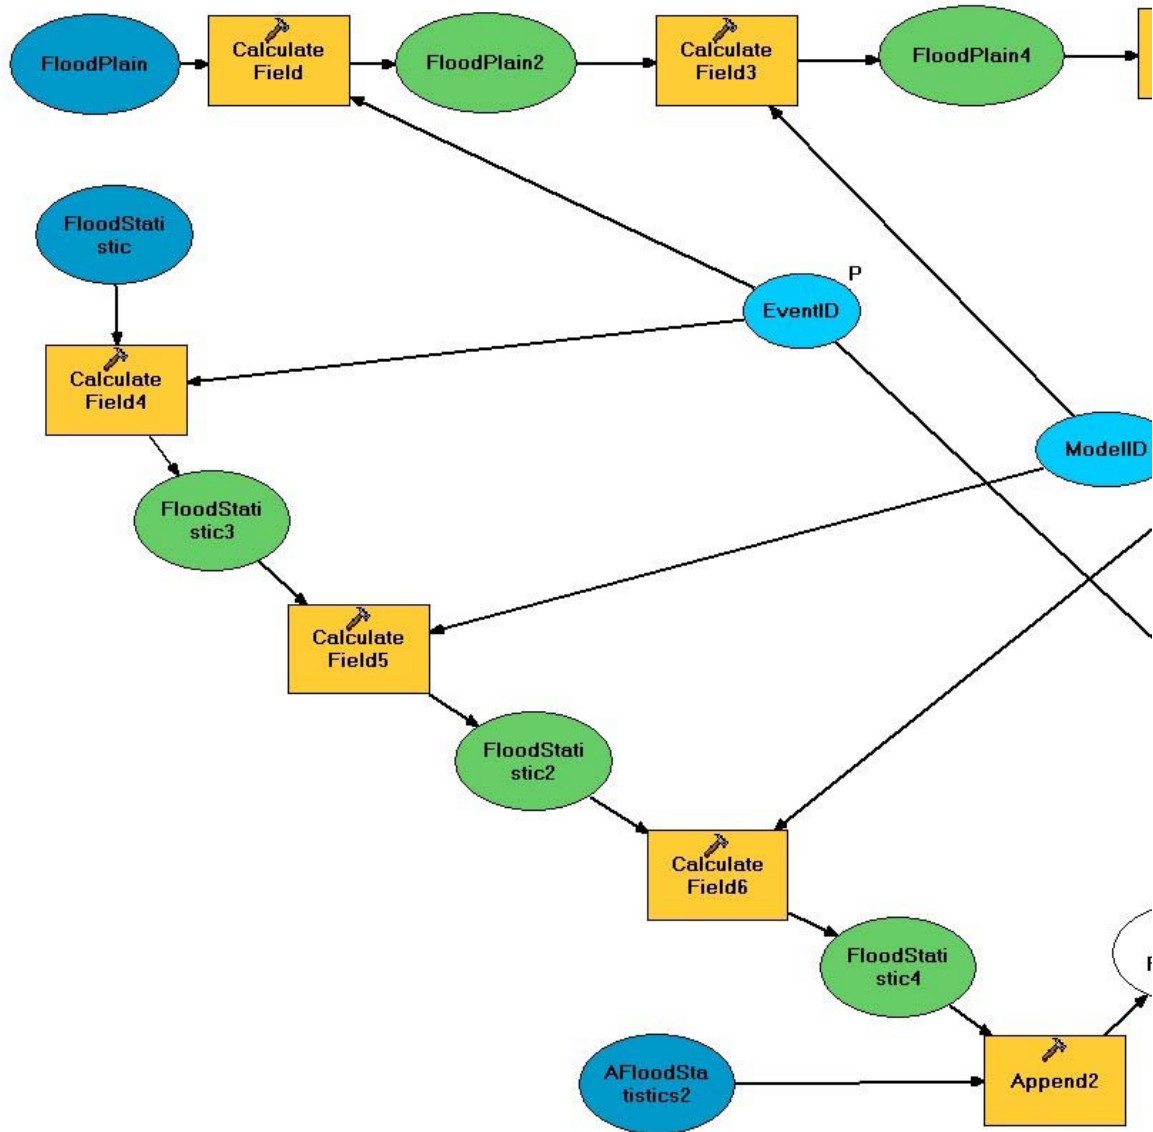 FloodPlain
Calculate
Field
FloodPlain2
Calculate
Field3
FloodPlain4
FloodStati
stic
P
EventID
Calculate
Field4
ModelID
FloodStati
stic3
Calculate
Field5
FloodStati
stic2
Calculate
Field6
FloodStati
stic4
AFloodSta
tistics2
Append2